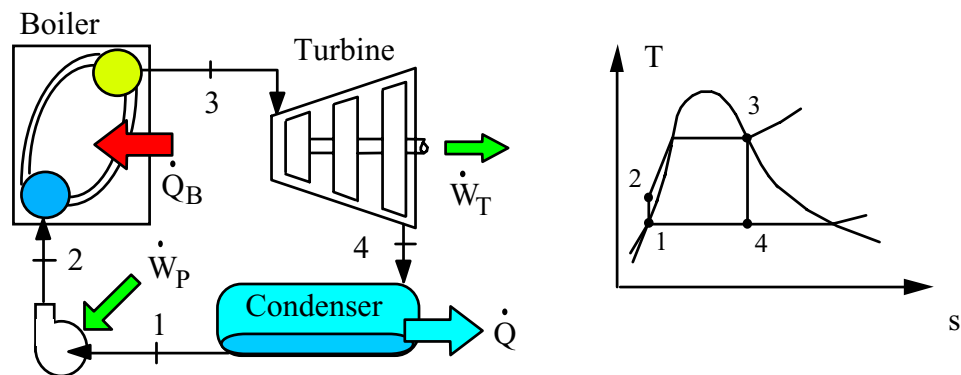 Boiler
Turbine
3
Q̇B
ẆT
2
ẆP
4
Condenser
1
Q̇
T
3
2
1
4
s